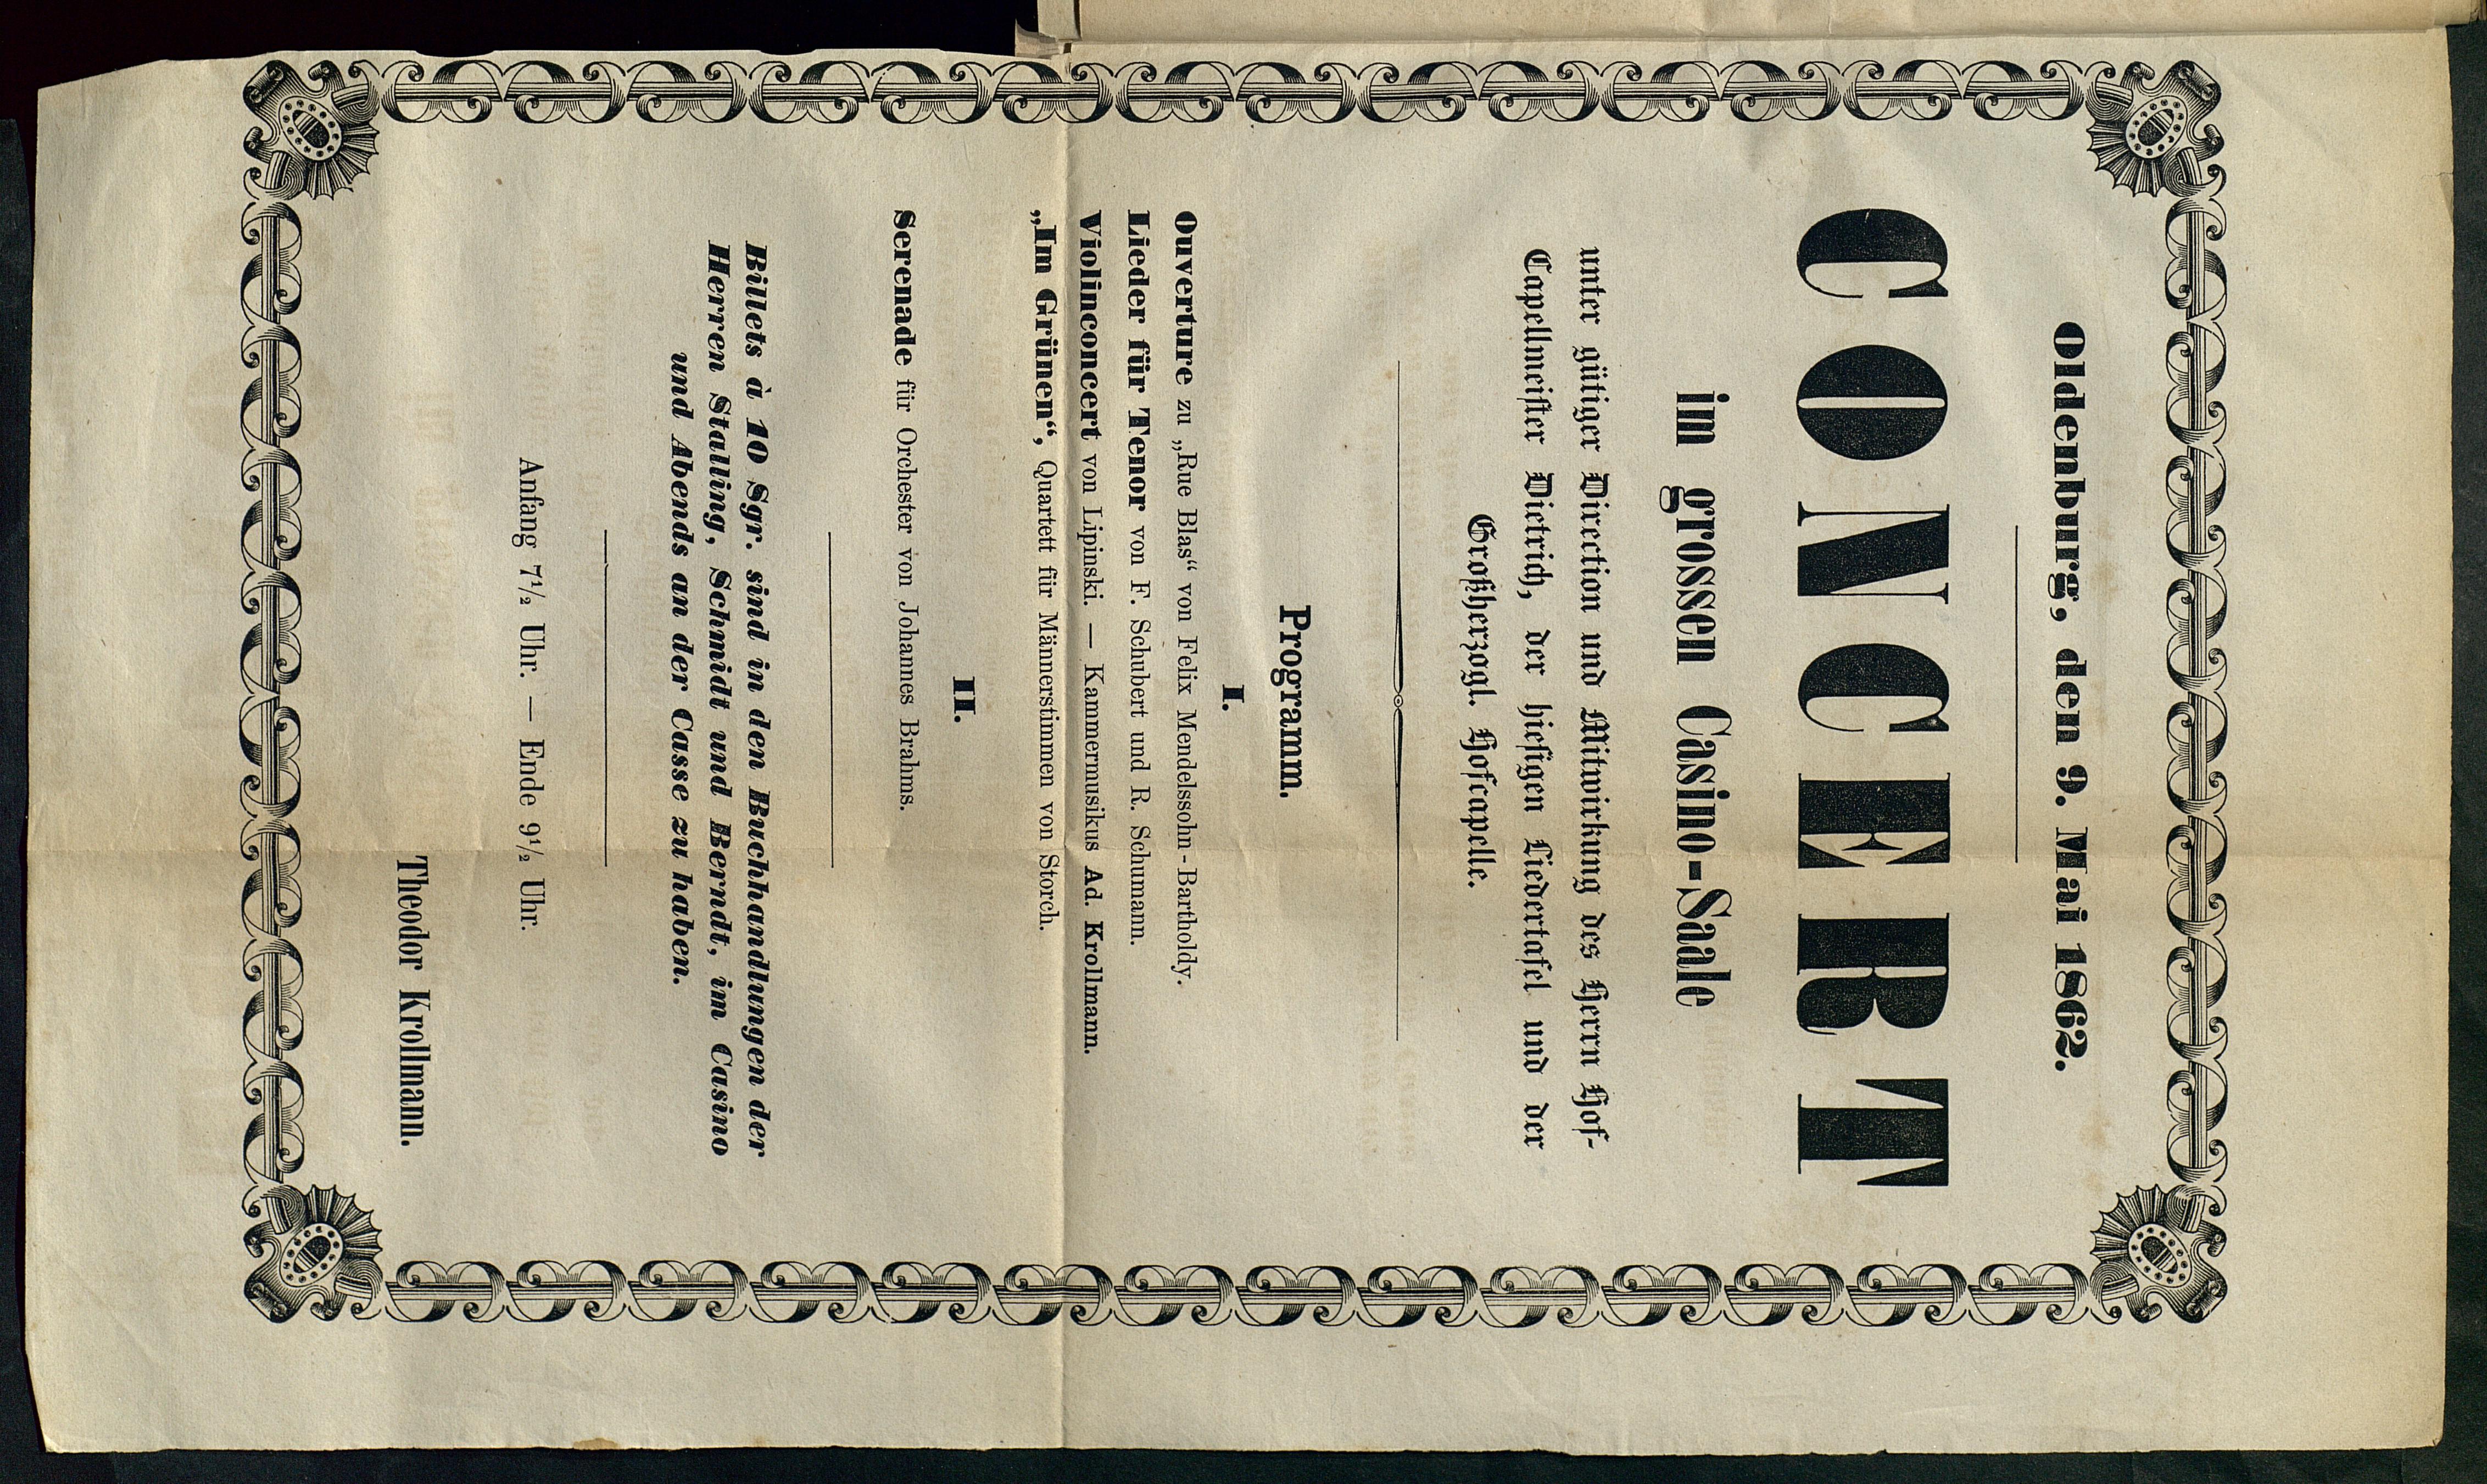 Oldenburg, den 9. Mai 1862.
CONCERT
in grossen Casino-Saale
unter gütiger Direction und Mitwirkung des Herrn Hof-
Capellmeister Dietrich, der hiesigen Liedertafel und der
Großherzogl. Hofcapelle.
Programm.
I.
Ouverture zu „Rue Blas“ von Felix Mendelssohn-Bartholdy.
Lieder für Tenor von F. Schubert und R. Schumann.
Violinconcert von Lipinski. — Kammermusikus Ad. Krollmann.
„Im Grünen“, Quartett für Männerstimmen von Storch.
II.
Serenade für Orchester von Johannes Brahms.
Billets à 10 Sgr. sind in den Buchhandlungen der
Herren Stalling, Schmidt und Berndt, im Casino
und Abends an der Casse zu haben.
Anfang 7½ Uhr. — Ende 9½ Uhr.
Theodor Krollmann.